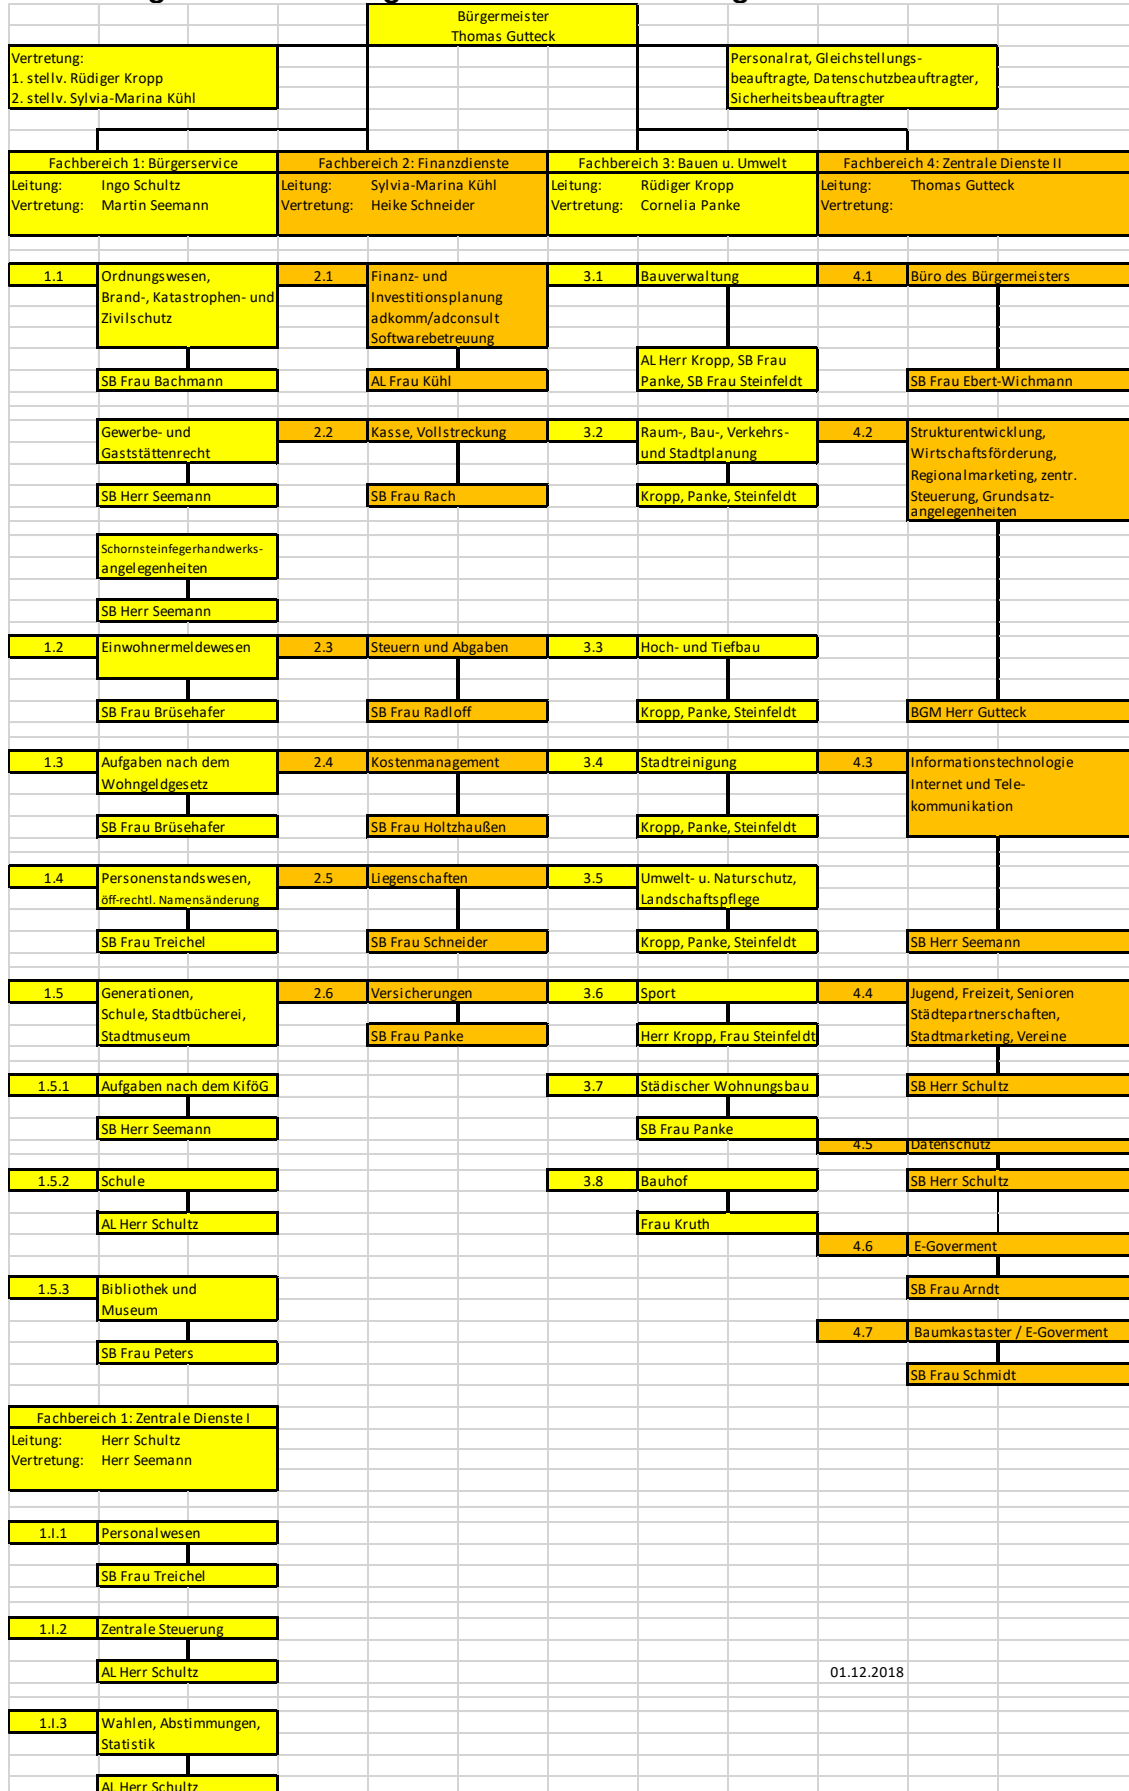 Bürgermeister
Thomas Gutteck
Vertretung:
1. stellv. Rüdiger Kropp
2. stellv. Sylvia-Marina Kühl
Personalrat, Gleichstellungs-
beauftragte, Datenschutzbeauftragter,
Sicherheitsbeauftragter
Fachbereich 1: Bürgerservice
Leitung: Ingo Schultz
Vertretung: Martin Seemann
Fachbereich 2: Finanzdienste
Leitung: Sylvia-Marina Kühl
Vertretung: Heike Schneider
Fachbereich 3: Bauen u. Umwelt
Leitung: Rüdiger Kropp
Vertretung: Cornelia Panke
Fachbereich 4: Zentrale Dienste II
Leitung: Thomas Gutteck
Vertretung:
1.1 Ordnungswesen,
Brand-, Katastrophen- und
Zivilschutz
SB Frau Bachmann
2.1 Finanz- und
Investitionsplanung
adkomm/adconsult
Softwarebetreuung
AL Frau Kühl
3.1 Bauverwaltung
AL Herr Kropp, SB Frau
Panke, SB Frau Steinfeldt
4.1 Büro des Bürgermeisters
SB Frau Ebert-Wichmann
Gewerbe- und
Gaststättenrecht
SB Herr Seemann
2.2 Kasse, Vollstreckung
SB Frau Rach
3.2 Raum-, Bau-, Verkehrs-
und Stadtplanung
Kropp, Panke, Steinfeldt
4.2 Strukturentwicklung,
Wirtschaftsförderung,
Regionalmarketing, zentr.
Steuerung, Grundsatz-
angelegenheiten
Schornsteinfegerhandwerks-
angelegenheiten
SB Herr Seemann
1.2 Einwohnermeldewesen
SB Frau Brüsehafer
2.3 Steuern und Abgaben
SB Frau Radloff
3.3 Hoch- und Tiefbau
Kropp, Panke, Steinfeldt
BGM Herr Gutteck
1.3 Aufgaben nach dem
Wohngeldgesetz
SB Frau Brüsehafer
2.4 Kostenmanagement
SB Frau Holtzhaußen
3.4 Stadtreinigung
Kropp, Panke, Steinfeldt
4.3 Informationstechnologie
Internet und Tele-
kommunikation
1.4 Personenstandswesen,
öff-rechtl. Namensänderung
SB Frau Treichel
2.5 Liegenschaften
SB Frau Schneider
3.5 Umwelt- u. Naturschutz,
Landschaftspflege
Kropp, Panke, Steinfeldt
SB Herr Seemann
1.5 Generationen,
Schule, Stadtbücherei,
Stadtmuseum
2.6 Versicherungen
SB Frau Panke
3.6 Sport
Herr Kropp, Frau Steinfeldt
4.4 Jugend, Freizeit, Senioren
Städtepartnerschaften,
Stadtmarketing, Vereine
SB Herr Schultz
1.5.1 Aufgaben nach dem KiföG
SB Herr Seemann
3.7 Städischer Wohnungsbau
SB Frau Panke
4.5 Datenschutz
SB Herr Schultz
1.5.2 Schule
AL Herr Schultz
3.8 Bauhof
Frau Kruth
4.6 E-Goverment
SB Frau Arndt
1.5.3 Bibliothek und
Museum
SB Frau Peters
4.7 Baumkastaster / E-Goverment
SB Frau Schmidt
Fachbereich 1: Zentrale Dienste I
Leitung: Herr Schultz
Vertretung: Herr Seemann
1.I.1 Personalwesen
SB Frau Treichel
1.I.2 Zentrale Steuerung
AL Herr Schultz
01.12.2018
1.I.3 Wahlen, Abstimmungen,
Statistik
AL Herr Schultz